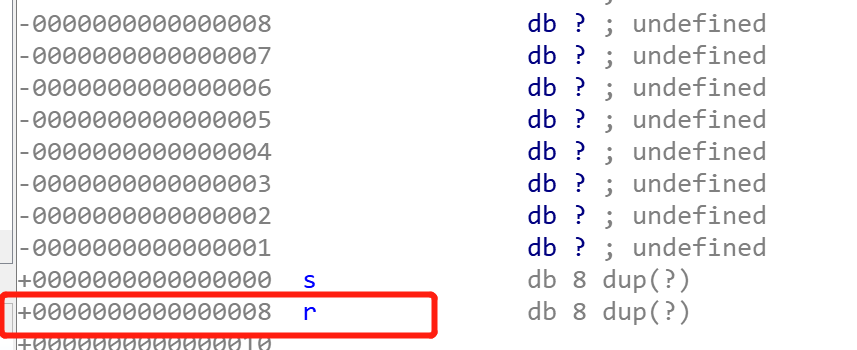 -0000000000000008 db ? ; undefined
-0000000000000007 db ? ; undefined
-0000000000000006 db ? ; undefined
-0000000000000005 db ? ; undefined
-0000000000000004 db ? ; undefined
-0000000000000003 db ? ; undefined
-0000000000000002 db ? ; undefined
-0000000000000001 db ? ; undefined
+0000000000000000 s db 8 dup(?)
+0000000000000008 r db 8 dup(?)
+0000000000000010